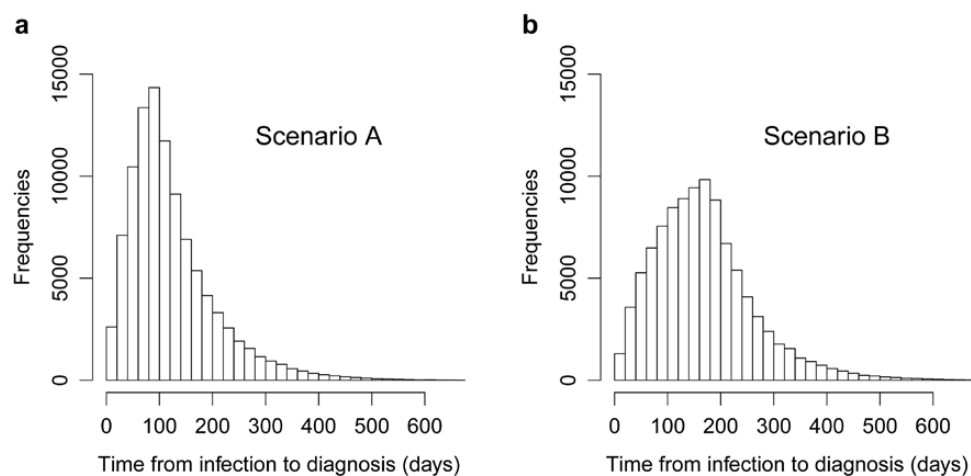 a
15000
10000
5000
0
Frequencies
Scenario A
0 100 200 300 400 500 600
Time from infection to diagnosis (days)
b
15000
10000
5000
0
Frequencies
Scenario B
0 100 200 300 400 500 600
Time from infection to diagnosis (days)